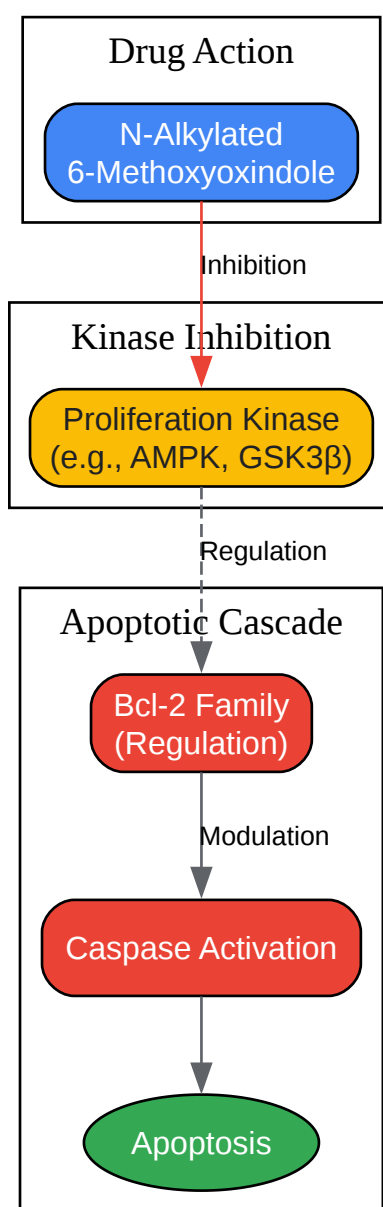 Drug Action
N-Alkylated
6-Methoxyoxindole
Inhibition
Kinase Inhibition
Proliferation Kinase
(e.g., AMPK, GSK3β)
Regulation
Apoptotic Cascade
Bcl-2 Family
(Regulation)
Modulation
Caspase Activation
Apoptosis